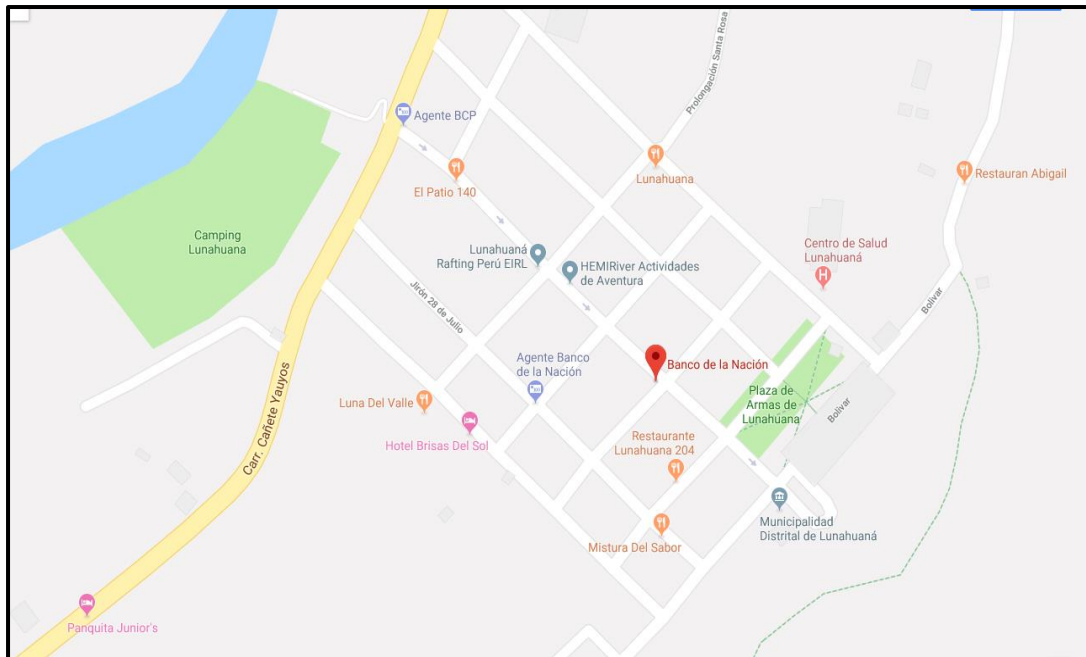 Prolongación Santa Rosa
Agente BCP
El Patio 140
Lunahuana
Restauran Abigail
Camping
Lunahuana
Lunahuaná
Rafting Perú EIRL
HEMIRiver Actividades
de Aventura
Centro de Salud
Lunahuaná
Jirón 28 de Julio
Bolivar
Agente Banco
de la Nación
Banco de la Nación
Carr. Cañete Yauyos
Luna Del Valle
Plaza de
Armas de
Lunahuana
Bolivar
Hotel Brisas Del Sol
Restaurante
Lunahuana 204
Mistura Del Sabor
Municipalidad
Distrital de Lunahuaná
Panquita Junior's